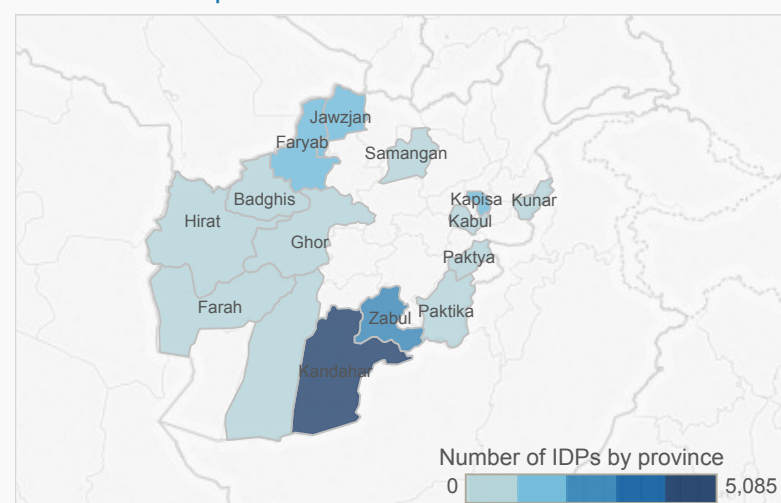 Jawzjan
Faryab
Samangan
Badghis
Kapisa
Kunar
Hirat
Kabul
Ghor
Paktya
Farah
Zabul
Paktika
Kandahar
Number of IDPs by province
0
5,085